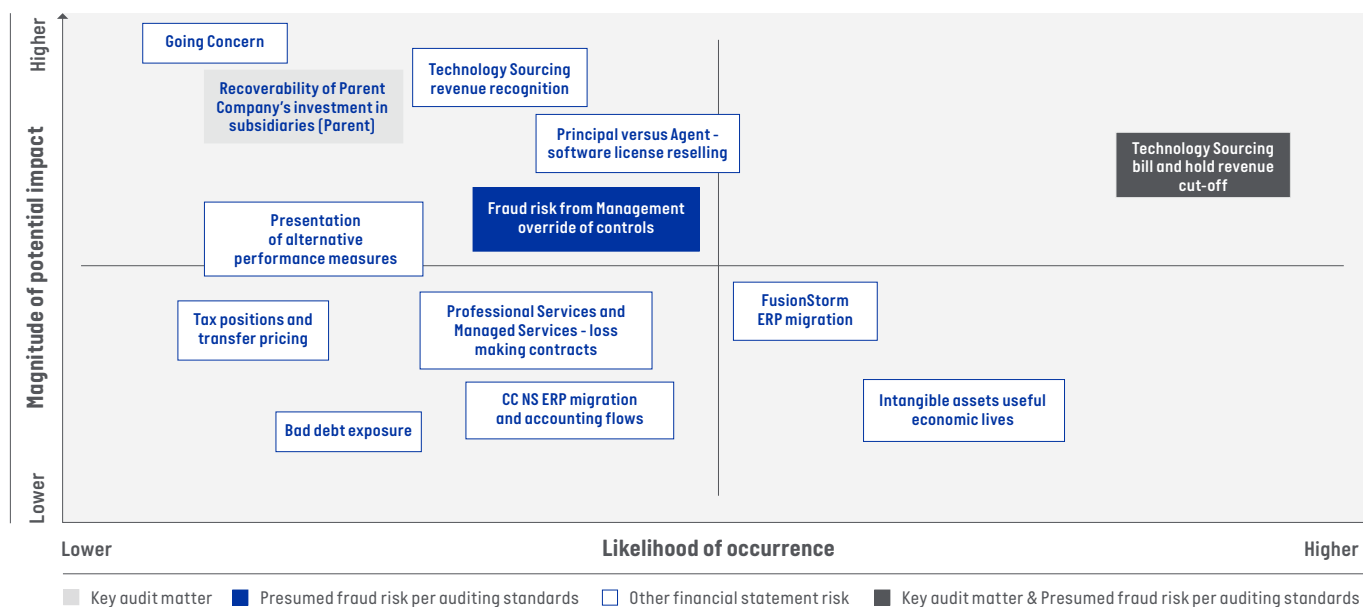 Higher
Magnitude of potential impact
Lower
Going Concern
Recoverability of Parent
Company's investment in
subsidiaries (Parent)
Technology Sourcing
revenue recognition
Principal versus Agent -
software license reselling
Technology Sourcing
bill and hold revenue
cut-off
Fraud risk from Management
override of controls
Presentation
of alternative
performance measures
Tax positions and
transfer pricing
Professional Services and
Managed Services - loss
making contracts
FusionStorm
ERP migration
CC NS ERP migration
and accounting flows
Intangible assets useful
economic lives
Bad debt exposure
Lower
Likelihood of occurrence
Higher
Key audit matter
Presumed fraud risk per auditing standards
Other financial statement risk
Key audit matter & Presumed fraud risk per auditing standards